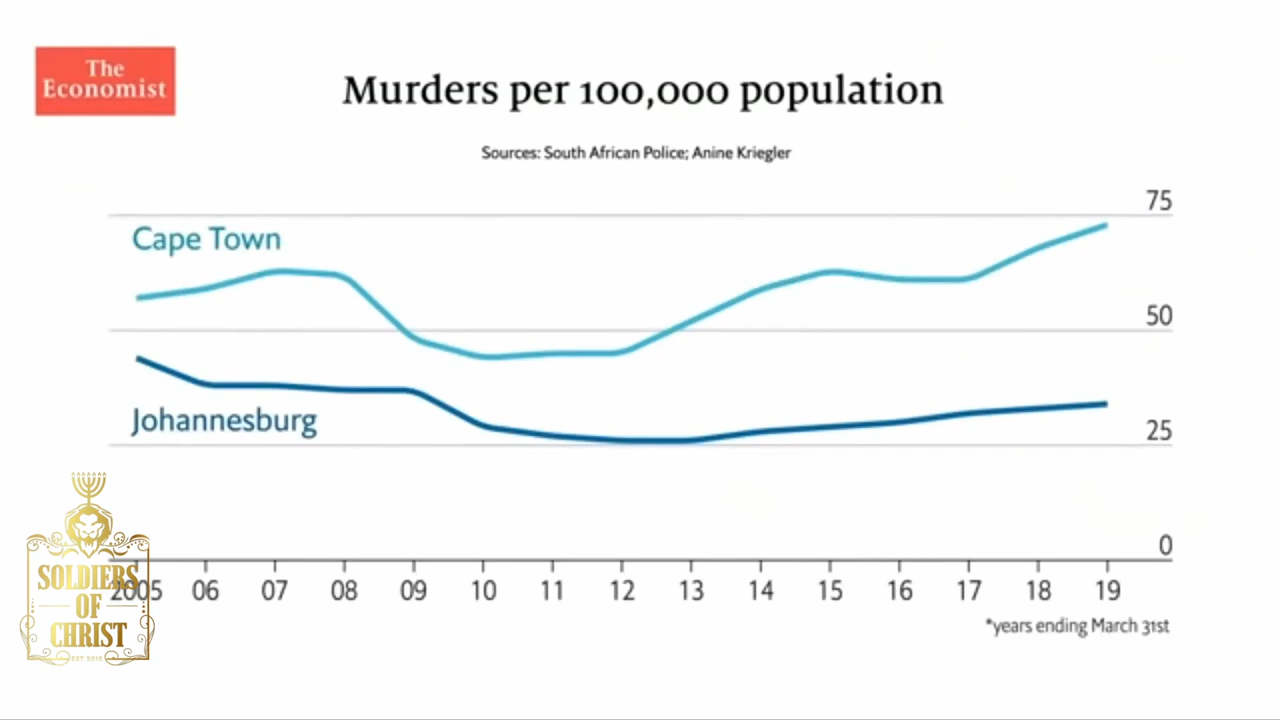 The
Economist
Murders per 100,000 population
Sources: South African Police; Anine Kriegler
75
Cape Town
50
Johannesburg
25
0
2005 06 07 08 09 10 11 12 13 14 15 16 17 18 19
*years ending March 31st
SOLDIERS
OF
CHRIST